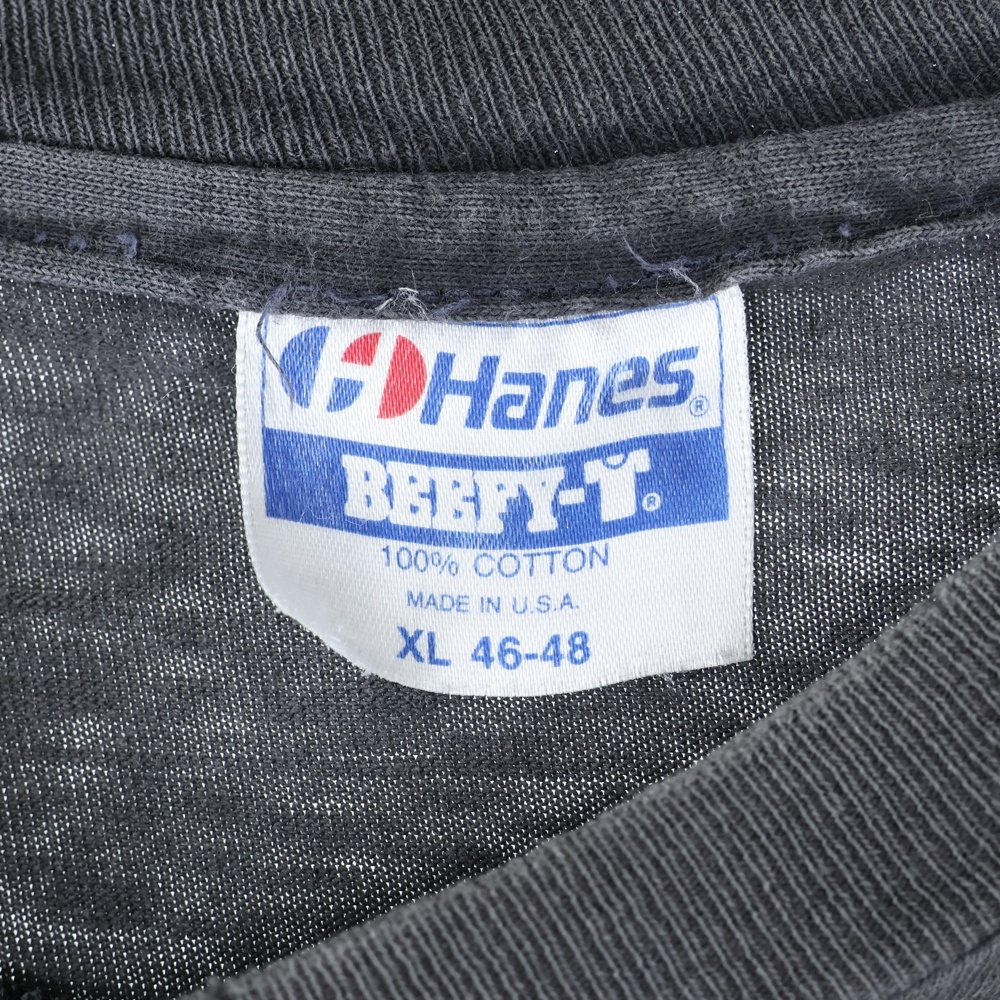 Hanes®
BEEFY-T®
100% COTTON
MADE IN U.S.A.
XL 46-48